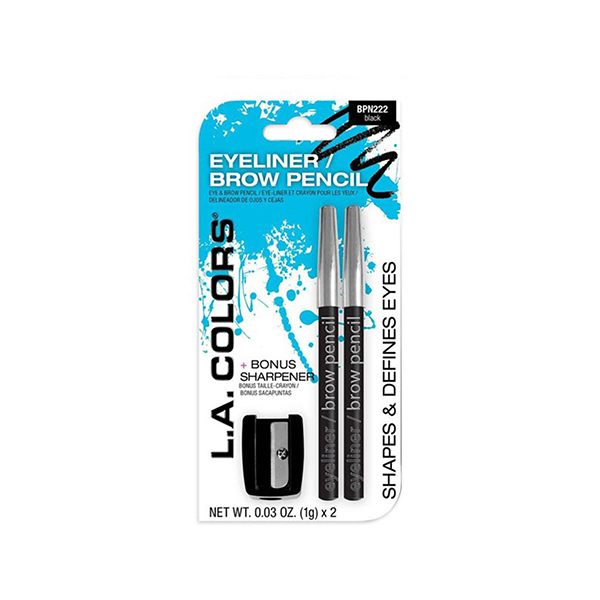 BPN222
black
EYELINER /
BROW PENCIL
EYE & BROW PENCIL / EYE-LINER ET CRAYON POUR LES YEUX /
DELINEADOR DE OJOS Y CEJAS
L.A. COLORS®
+ BONUS
SHARPENER
BONUS TAILLE-CRAYON /
BONUS SACAPUNTAS
eyeliner / brow pencil
eyeliner / brow pencil
SHAPES & DEFINES EYES
NET WT. 0.03 OZ. (1g) x 2